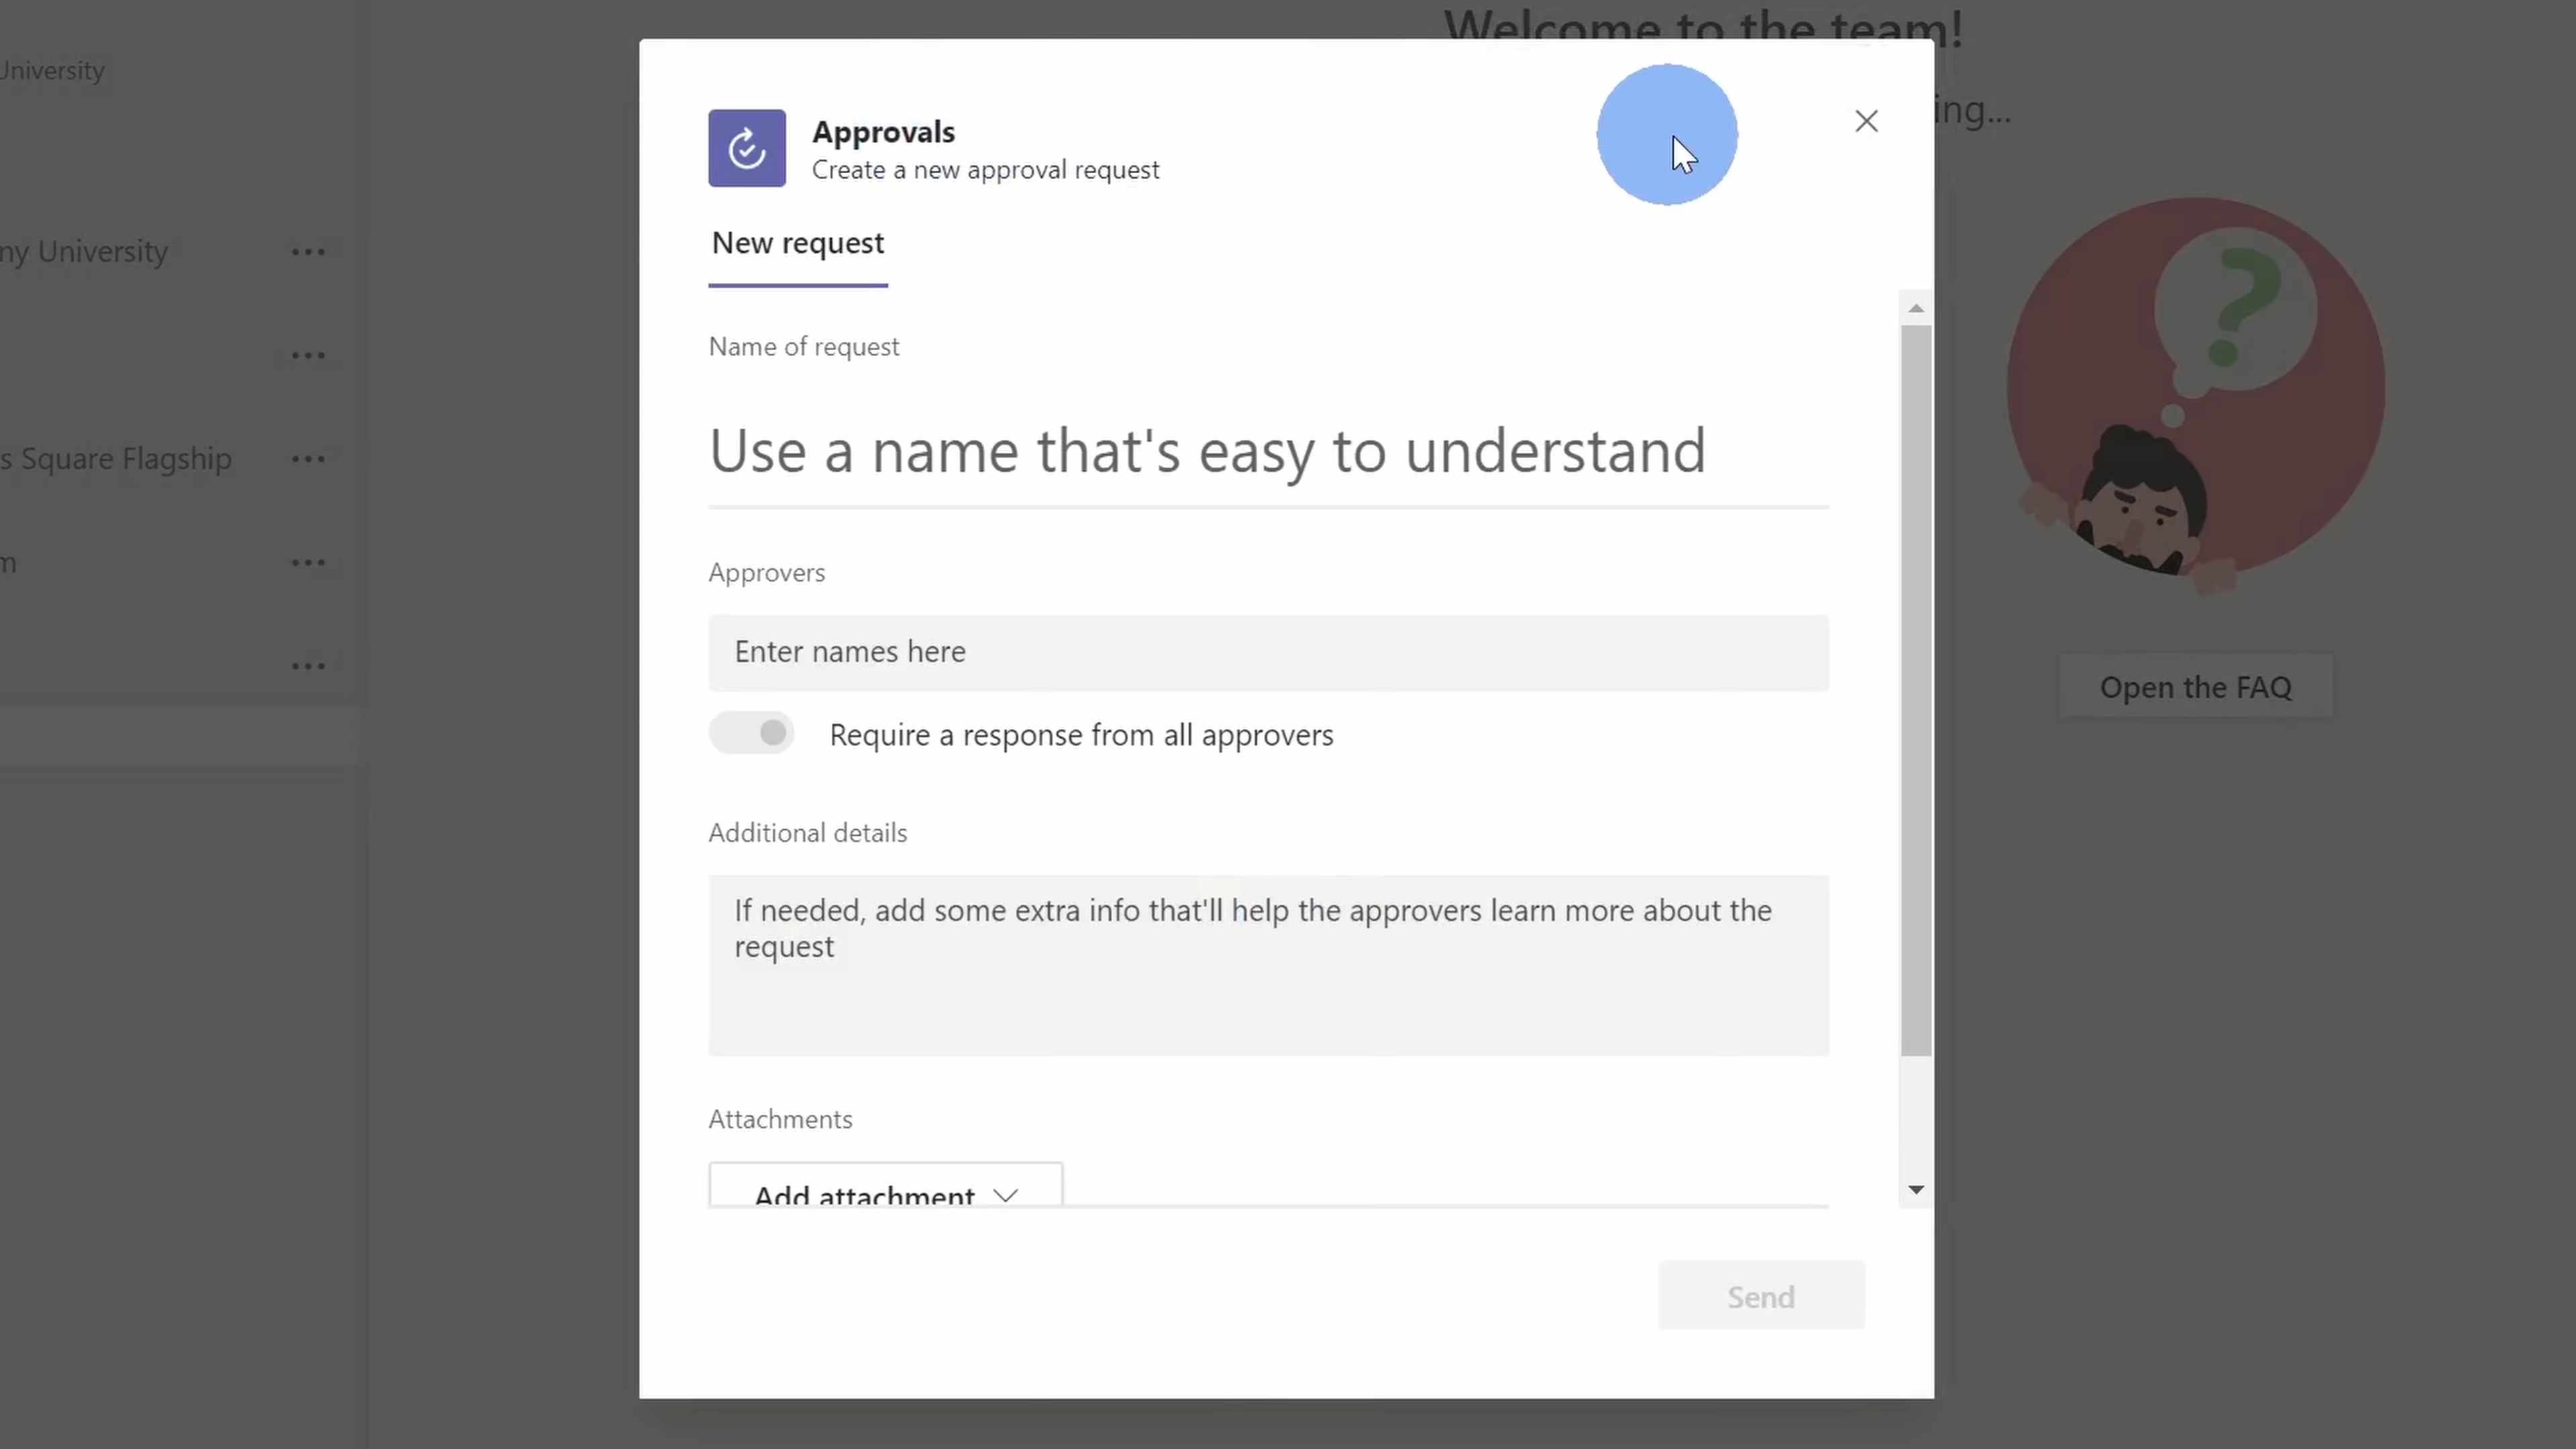 Welcome to the team!
University
ing...
Approvals
Create a new approval request
New request
ny University
Name of request
Use a name that's easy to understand
s Square Flagship
m
Approvers
Enter names here
Open the FAQ
Require a response from all approvers
Additional details
If needed, add some extra info that'll help the approvers learn more about the
request
Attachments
Add attachment
Send